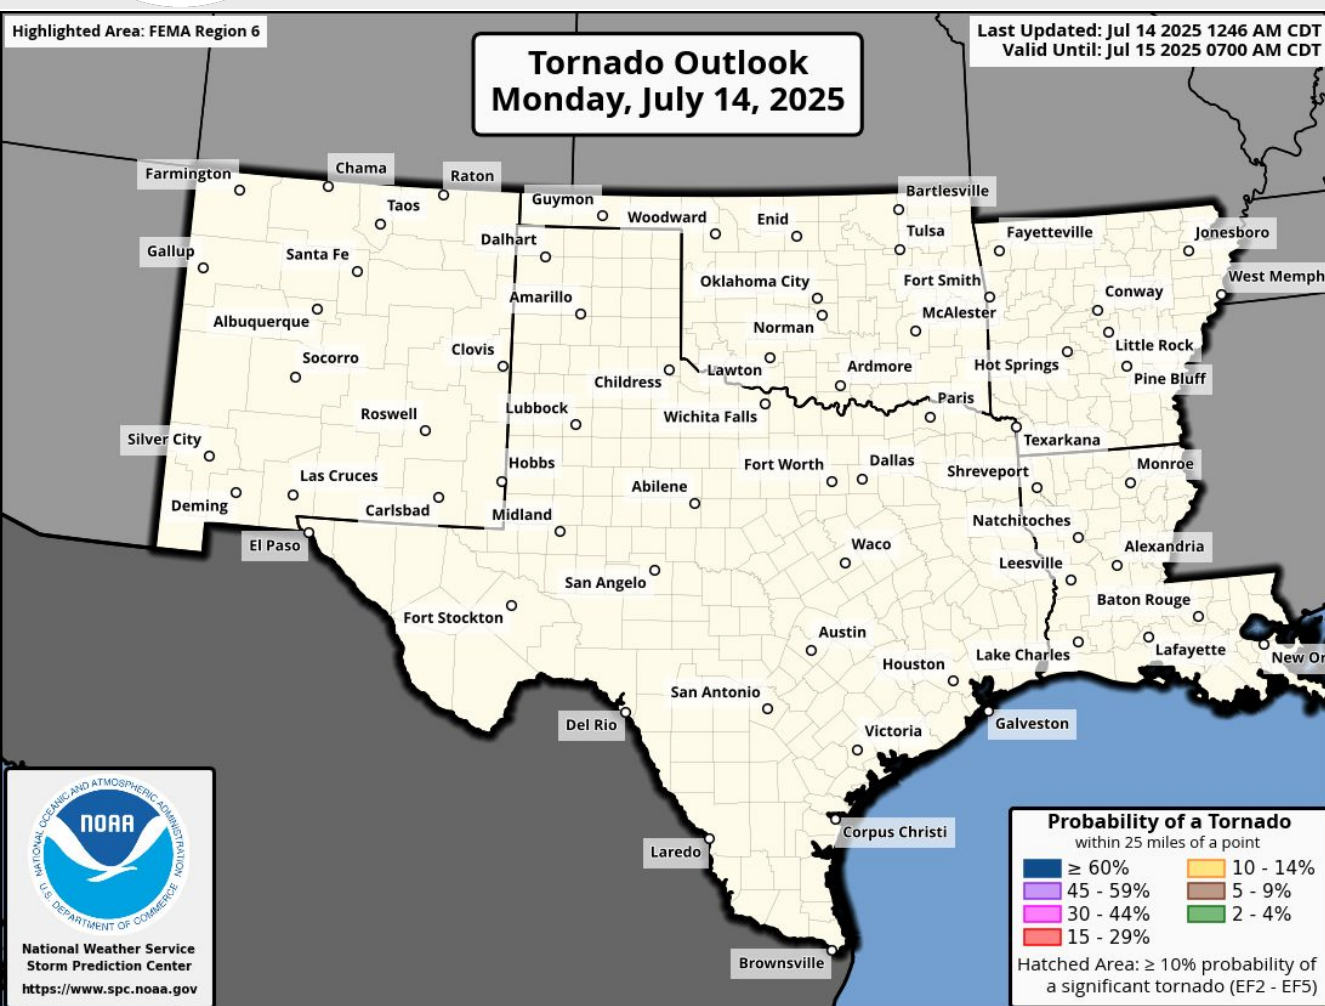 Highlighted Area: FEMA Region 6
Last Updated: Jul 14 2025 1246 AM CDT
Valid Until: Jul 15 2025 0700 AM CDT
Tornado Outlook
Monday, July 14, 2025
Farmington
Chama
Raton
Taos
Guymon
Woodward
Enid
Bartlesville
Tulsa
Fayetteville
Jonesboro
Gallup
Santa Fe
Dalhart
Oklahoma City
Fort Smith
West Memph
Amarillo
Conway
Albuquerque
Norman
McAlester
Little Rock
Socorro
Clovis
Childress
Lawton
Ardmore
Hot Springs
Pine Bluff
Roswell
Lubbock
Wichita Falls
Paris
Silver City
Texarkana
Las Cruces
Hobbs
Fort Worth
Dallas
Shreveport
Monroe
Deming
Carlsbad
Abilene
Midland
Natchitoches
El Paso
Waco
Alexandria
San Angelo
Leesville
Fort Stockton
Baton Rouge
Austin
Houston
Lake Charles
Lafayette
New Or
San Antonio
Del Rio
Victoria
Galveston
Corpus Christi
Laredo
Brownsville
NATIONAL OCEANIC AND ATMOSPHERIC ADMINISTRATION
NOAA
U.S. DEPARTMENT OF COMMERCE
National Weather Service
Storm Prediction Center
https://www.spc.noaa.gov
Probability of a Tornado
within 25 miles of a point
≥ 60%
45 - 59%
30 - 44%
15 - 29%
10 - 14%
5 - 9%
2 - 4%
Hatched Area: ≥ 10% probability of
a significant tornado (EF2 - EF5)